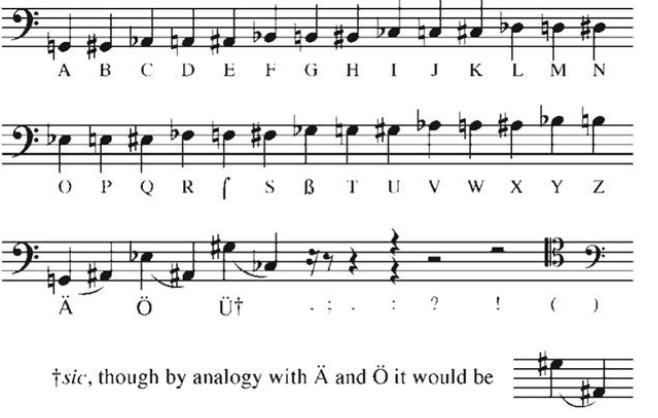 A B C D E F G H I J K L M N
O P Q R ſ S ß T U V W X Y Z
Ä Ö Ü† . ; . : ? ! ( )
†sic, though by analogy with Ä and Ö it would be